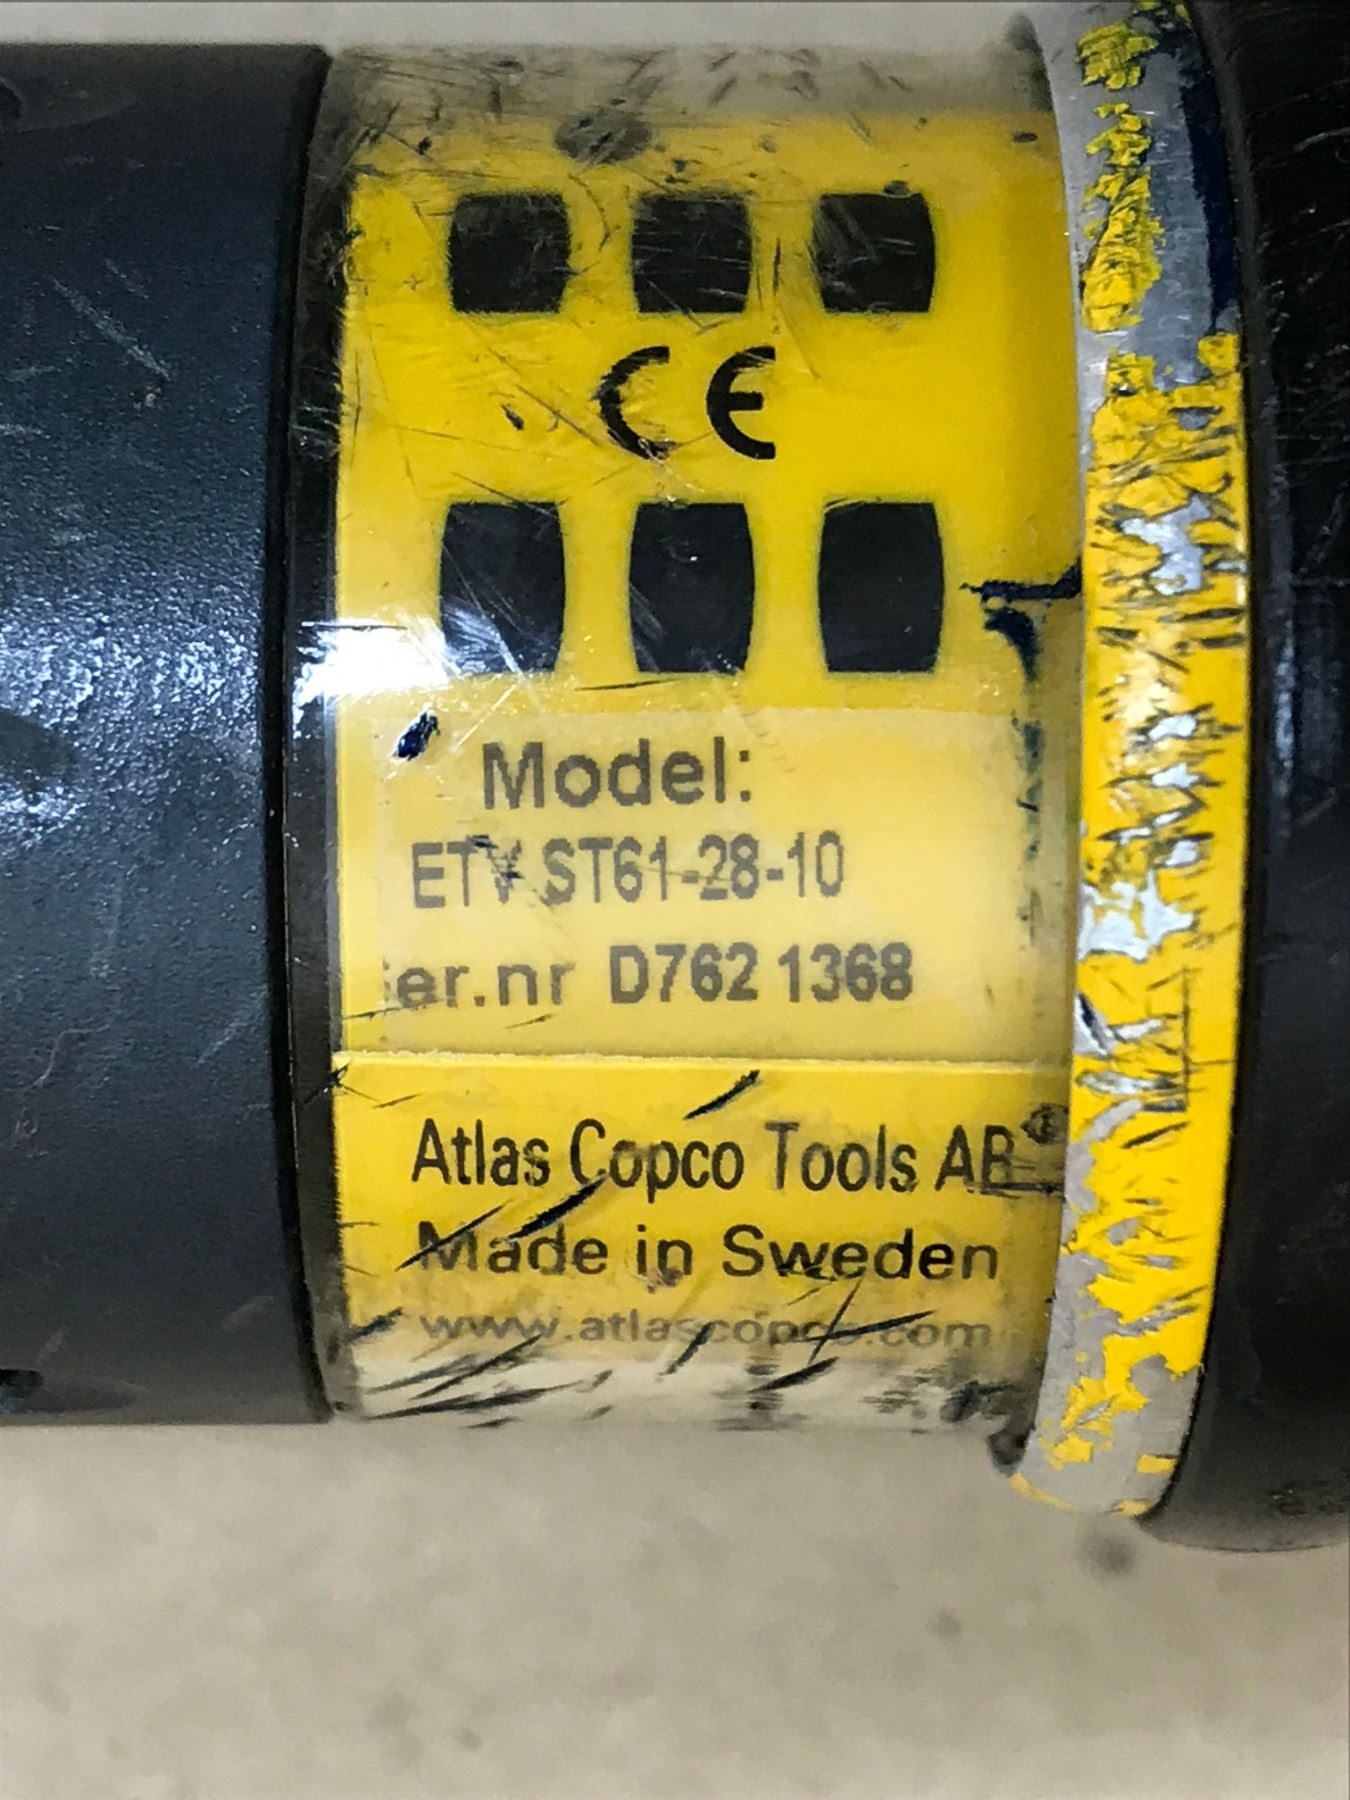 CE
Model:
ETV ST61-28-10
er.nr D762 1368
Atlas Copco Tools AB
Made in Sweden
www.atlascopco.com